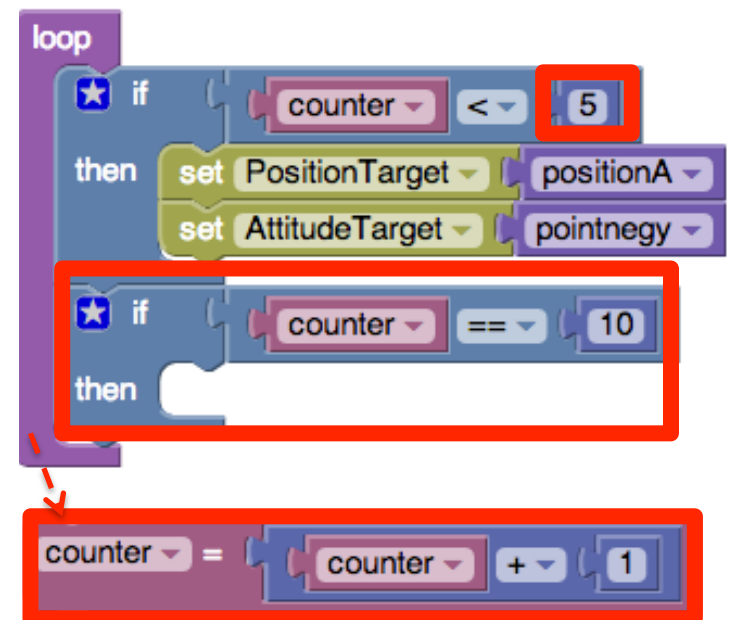 loop
if counter < 5
then set PositionTarget positionA
set AttitudeTarget pointnegy
if counter == 10
then
counter = counter + 1